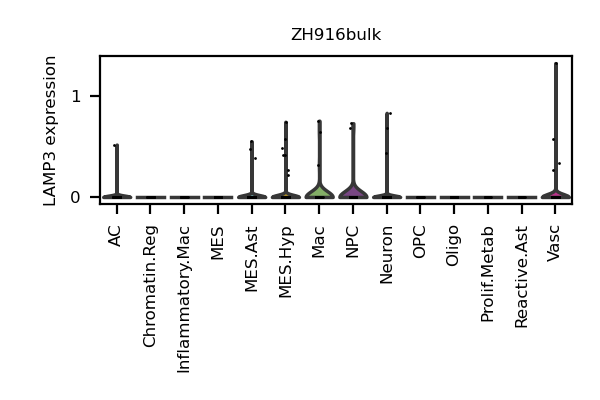 ZH916bulk
LAMP3 expression
1
0
AC
Chromatin.Reg
Inflammatory.Mac
MES
MES.Ast
MES.Hyp
Mac
NPC
Neuron
OPC
Oligo
Prolif.Metab
Reactive.Ast
Vasc